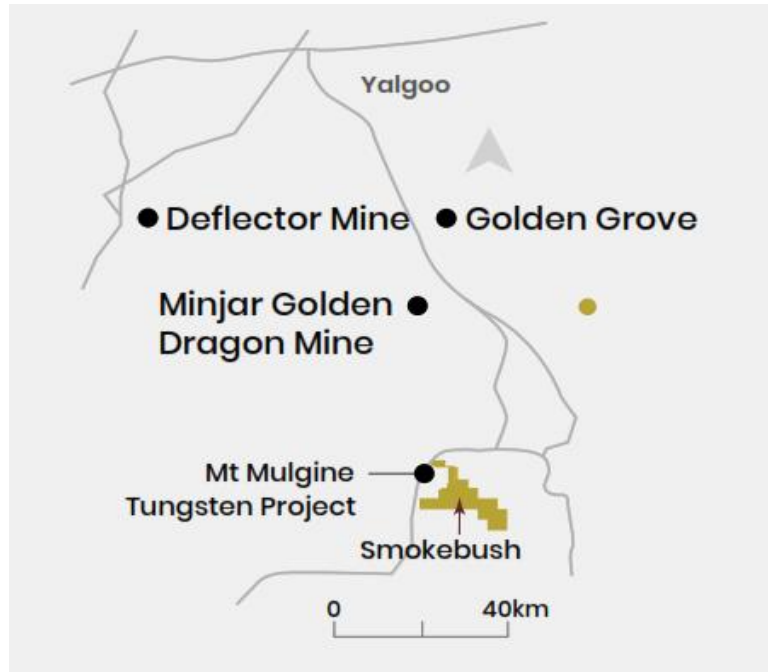 Yalgoo
Deflector Mine
Golden Grove
Minjar Golden
Dragon Mine
Mt Mulgine
Tungsten Project
Smokebush
0
40km